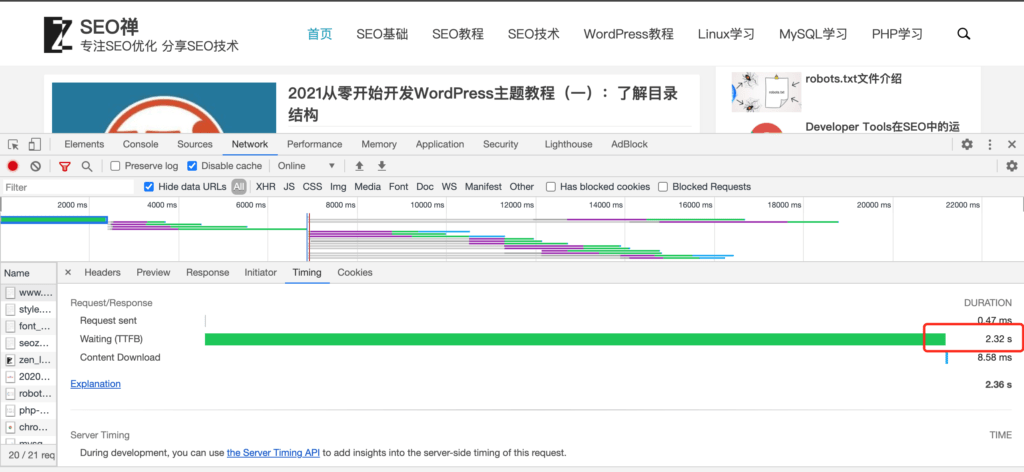 SEO禅
专注SEO优化 分享SEO技术
首页 SEO基础 SEO教程 SEO技术 WordPress教程 Linux学习 MySQL学习 PHP学习
2021从零开始开发WordPress主题教程（一）：了解目录
结构
robots.txt文件介绍
Developer Tools在SEO中的运
Elements Console Sources Network Performance Memory Application Security Lighthouse AdBlock
Preserve log Disable cache Online
Filter Hide data URLs All XHR JS CSS Img Media Font Doc WS Manifest Other Has blocked cookies Blocked Requests
2000 ms 4000 ms 6000 ms 8000 ms 10000 ms 12000 ms 14000 ms 16000 ms 18000 ms 20000 ms 22000 ms
Name × Headers Preview Response Initiator Timing Cookies
www....
style....
font_...
seoz...
zen_l...
2020...
robot...
php-...
chro...
20 / 21 req
Request/Response DURATION
Request sent 0.47 ms
Waiting (TTFB) 2.32 s
Content Download 8.58 ms
Explanation 2.36 s
Server Timing TIME
During development, you can use the Server Timing API to add insights into the server-side timing of this request.